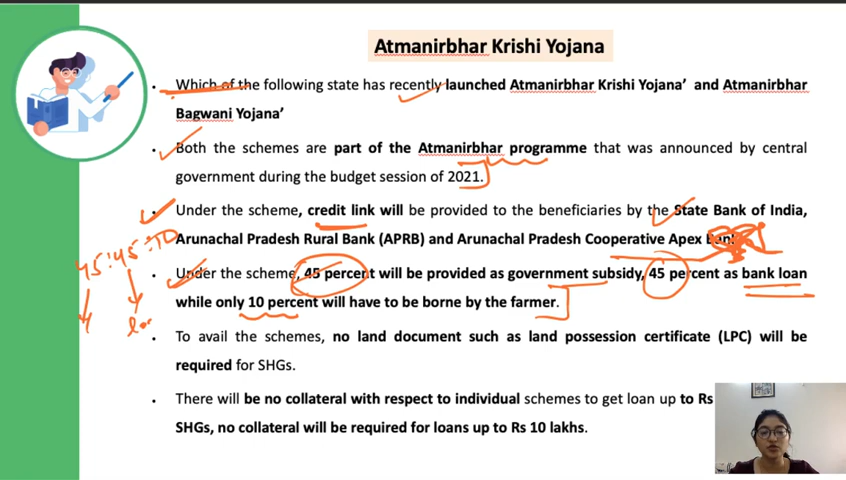 Atmanirbhar Krishi Yojana
• Which of the following state has recently launched Atmanirbhar Krishi Yojana’ and Atmanirbhar
Bagwani Yojana’
• Both the schemes are part of the Atmanirbhar programme that was announced by central
government during the budget session of 2021.
• Under the scheme, credit link will be provided to the beneficiaries by the State Bank of India,
Arunachal Pradesh Rural Bank (APRB) and Arunachal Pradesh Cooperative Apex
45:45:10
• Under the scheme, 45 percent will be provided as government subsidy, 45 percent as bank loan
while only 10 percent will have to be borne by the farmer.
• To avail the schemes, no land document such as land possession certificate (LPC) will be
required for SHGs.
• There will be no collateral with respect to individual schemes to get loan up to Rs
SHGs, no collateral will be required for loans up to Rs 10 lakhs.